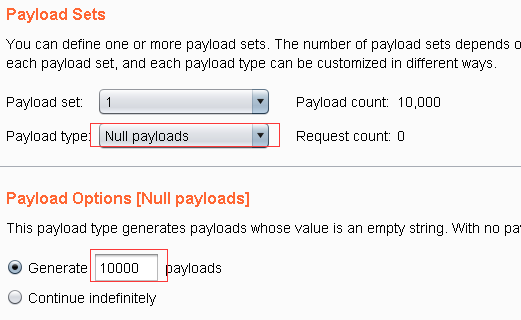 Payload Sets
You can define one or more payload sets. The number of payload sets depends o
each payload set, and each payload type can be customized in different ways.
Payload set: 1 Payload count: 10,000
Payload type: Null payloads Request count: 0
Payload Options [Null payloads]
This payload type generates payloads whose value is an empty string. With no pay
Generate 10000 payloads
Continue indefinitely